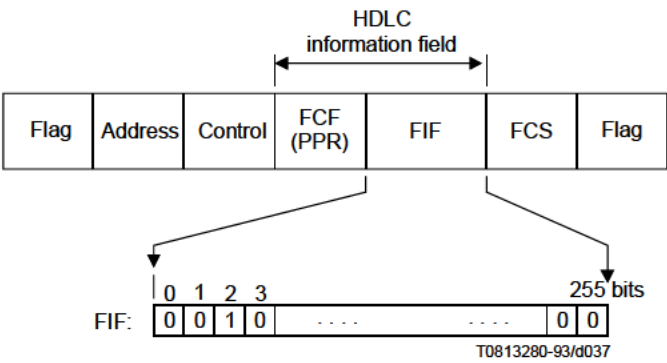 HDLC
information field
Flag Address Control FCF (PPR) FIF FCS Flag
0 1 2 3 255 bits
FIF: 0 0 1 0 . . . . . . . . 0 0
T0813280-93/d037